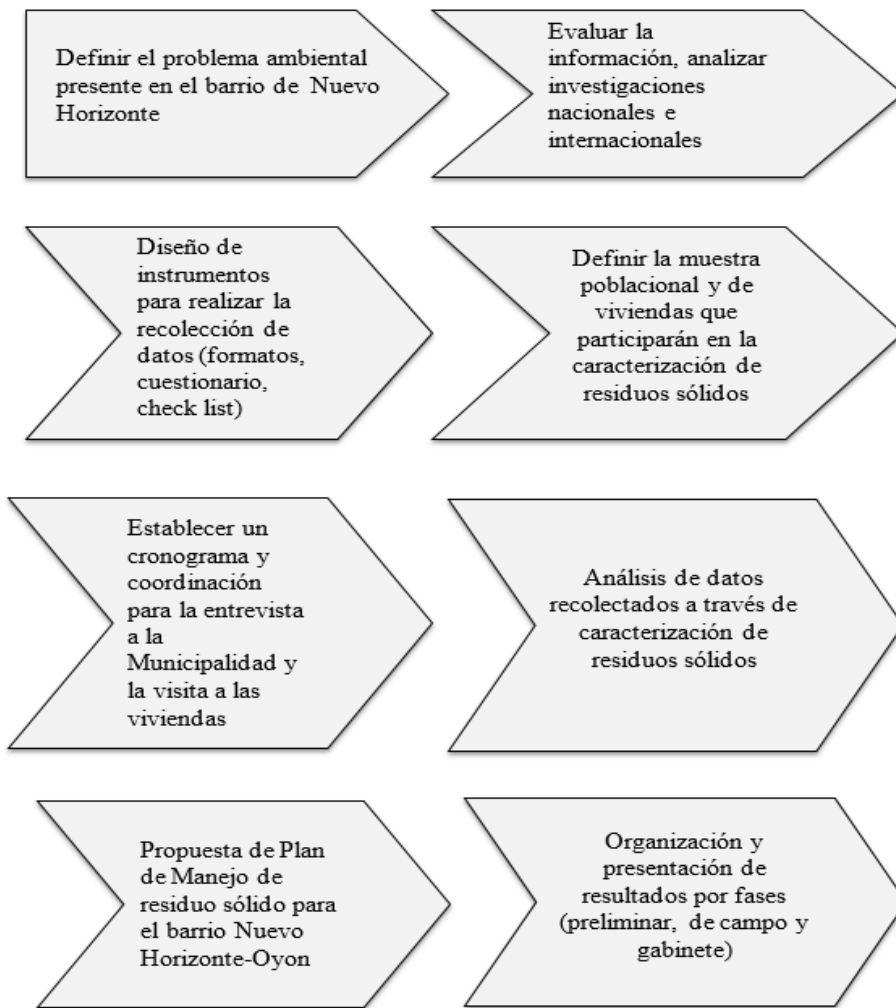 Definir el problema ambiental
presente en el barrio de Nuevo
Horizonte
Evaluar la
información, analizar
investigaciones
nacionales e
internacionales
Diseño de
instrumentos
para realizar la
recolección de
datos (formatos,
cuestionario,
check list)
Definir la muestra
poblacional y de
viviendas que
participarán en la
caracterización de
residuos sólidos
Establecer un
cronograma y
coordinación
para la entrevista
a la
Municipalidad y
la visita a las
viviendas
Análisis de datos
recolectados a través de
caracterización de
residuos sólidos
Propuesta de Plan
de Manejo de
residuo sólido para
el barrio Nuevo
Horizonte-Oyon
Organización y
presentación de
resultados por fases
(preliminar, de campo y
gabinete)